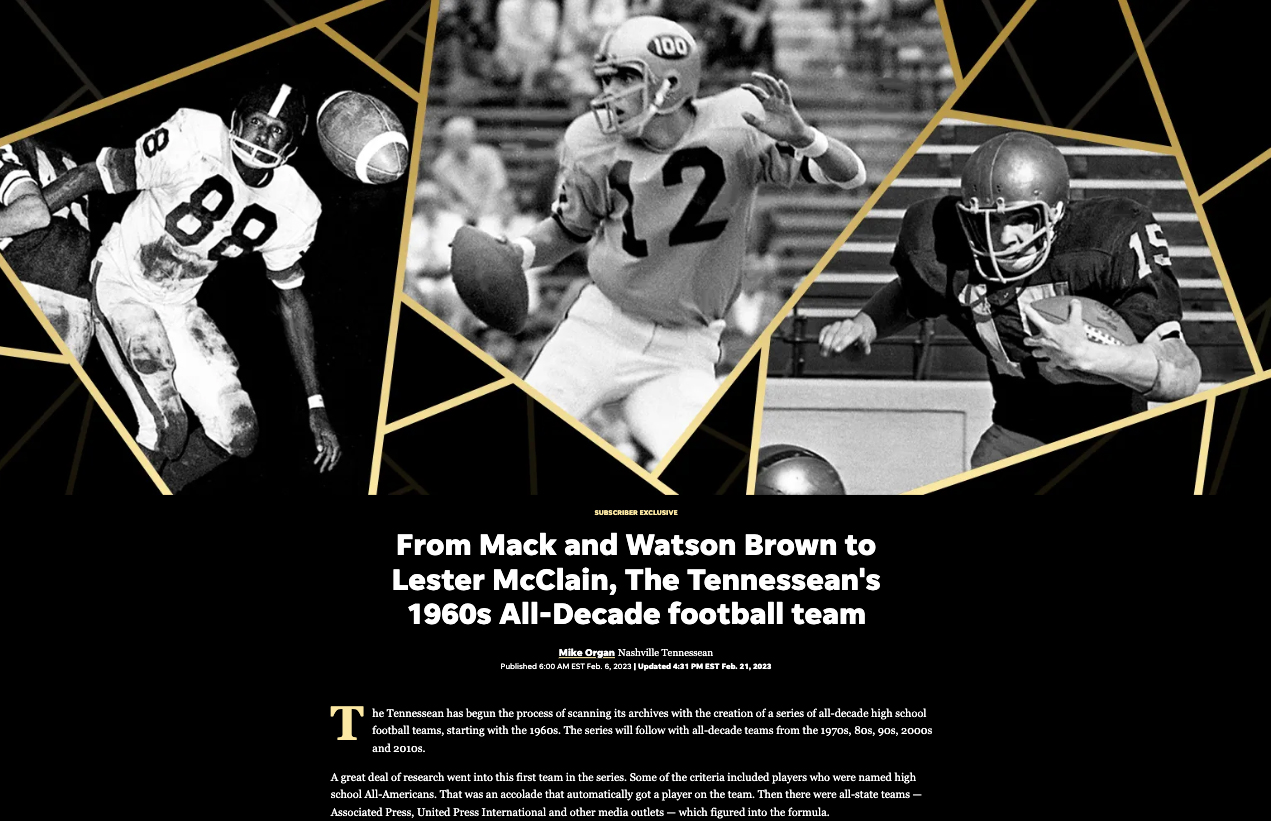 8
88
100
12
15
SUBSCRIBER EXCLUSIVE
From Mack and Watson Brown to
Lester McClain, The Tennessean's
1960s All-Decade football team
Mike Organ Nashville Tennessean
Published 6:00 AM EST Feb. 6, 2023 | Updated 4:31 PM EST Feb. 21, 2023
The Tennessean has begun the process of scanning its archives with the creation of a series of all-decade high school
football teams, starting with the 1960s. The series will follow with all-decade teams from the 1970s, 80s, 90s, 2000s
and 2010s.
A great deal of research went into this first team in the series. Some of the criteria included players who were named high
school All-Americans. That was an accolade that automatically got a player on the team. Then there were all-state teams —
Associated Press, United Press International and other media outlets — which figured into the formula.